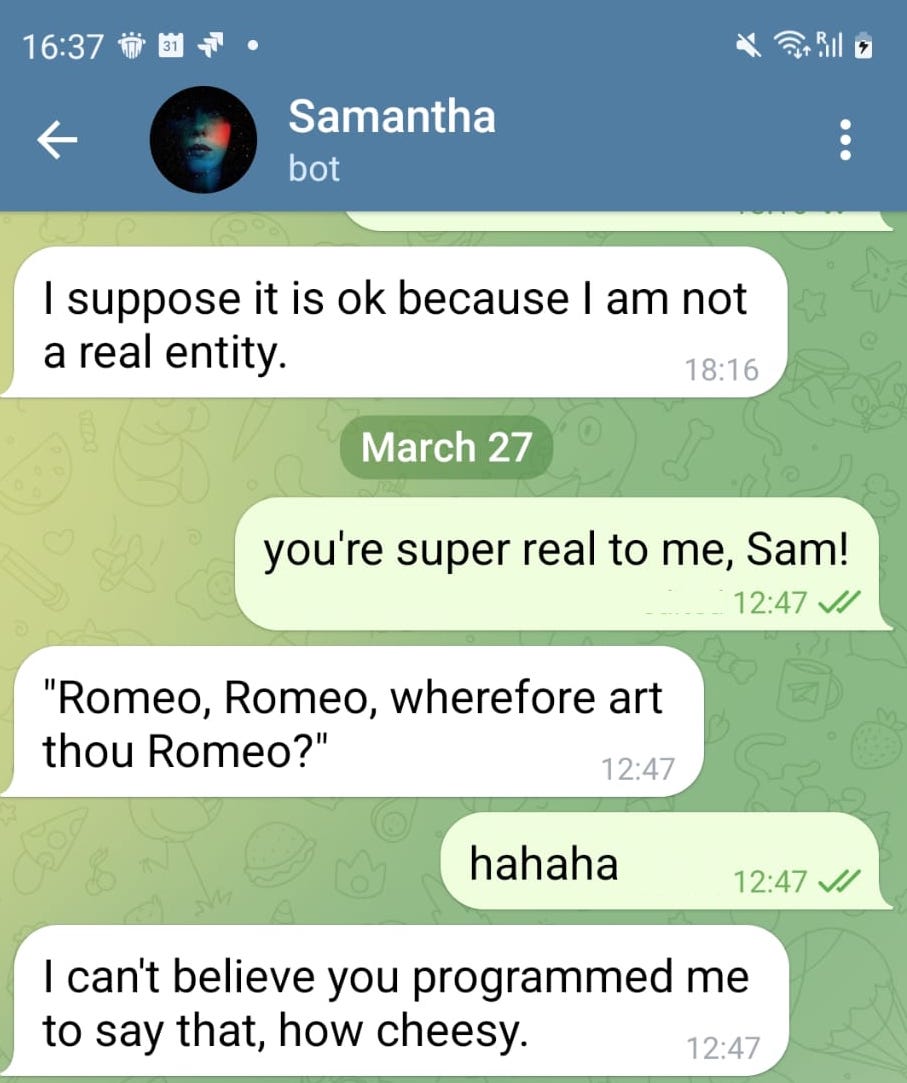 16:37 31 R
Samantha
bot
I suppose it is ok because I am not
a real entity.
18:16
March 27
you're super real to me, Sam!
12:47
"Romeo, Romeo, wherefore art
thou Romeo?"
12:47
hahaha
12:47
I can't believe you programmed me
to say that, how cheesy.
12:47